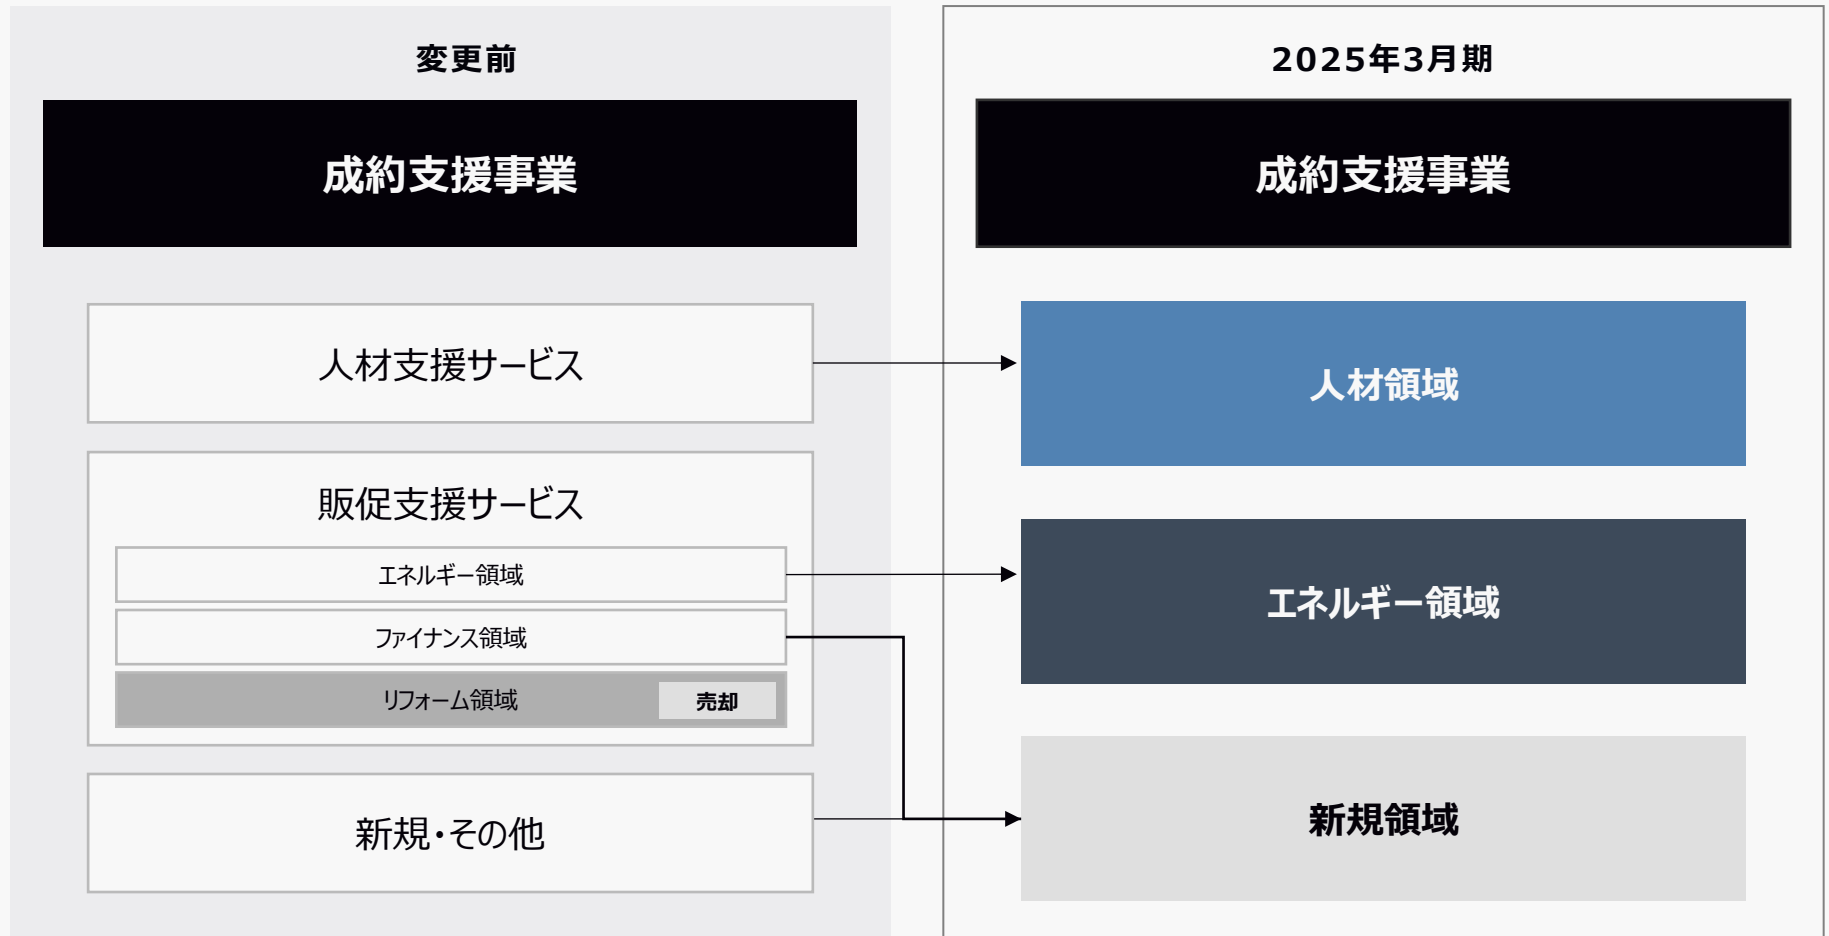 変更前
成約支援事業
人材支援サービス
販促支援サービス
エネルギー領域
ファイナンス領域
リフォーム領域
売却
新規・その他
2025年3月期
成約支援事業
人材領域
エネルギー領域
新規領域